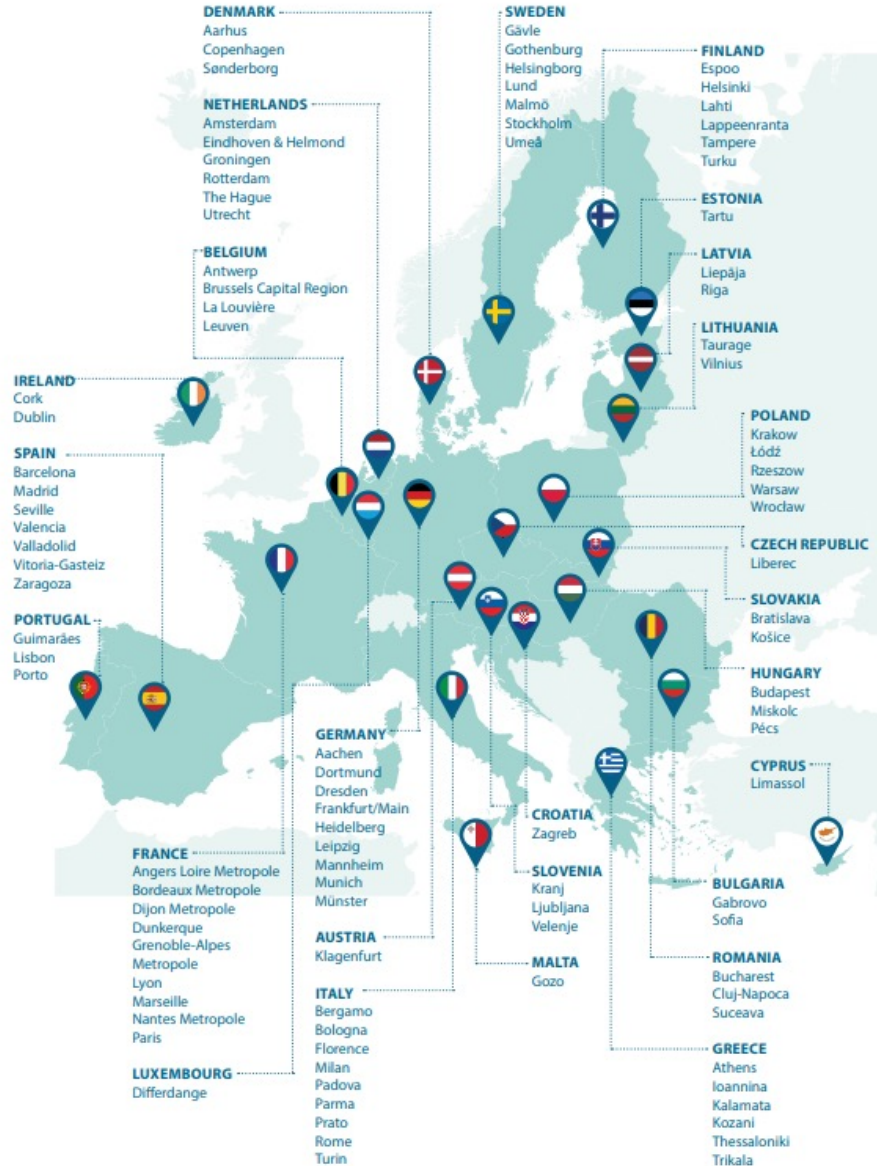 DENMARK
Aarhus
Copenhagen
Sønderborg
NETHERLANDS
Amsterdam
Eindhoven & Helmond
Groningen
Rotterdam
The Hague
Utrecht
BELGIUM
Antwerp
Brussels Capital Region
La Louvière
Leuven
IRELAND
Cork
Dublin
SPAIN
Barcelona
Madrid
Seville
Valencia
Valladolid
Vitoria-Gasteiz
Zaragoza
PORTUGAL
Guimarães
Lisbon
Porto
SWEDEN
Gävle
Gothenburg
Helsingborg
Lund
Malmö
Stockholm
Umeå
FINLAND
Espoo
Helsinki
Lahti
Lappeenranta
Tampere
Turku
ESTONIA
Tartu
LATVIA
Liepāja
Riga
LITHUANIA
Taurage
Vilnius
POLAND
Krakow
Łódź
Rzeszow
Warsaw
Wrocław
CZECH REPUBLIC
Liberec
SLOVAKIA
Bratislava
Košice
HUNGARY
Budapest
Miskolc
Pécs
CYPRUS
Limassol
FRANCE
Angers Loire Metropole
Bordeaux Metropole
Dijon Metropole
Dunkerque
Grenoble-Alpes
Metropole
Lyon
Marseille
Nantes Metropole
Paris
LUXEMBOURG
Differdange
GERMANY
Aachen
Dortmund
Dresden
Frankfurt/Main
Heidelberg
Leipzig
Mannheim
Munich
Münster
AUSTRIA
Klagenfurt
ITALY
Bergamo
Bologna
Florence
Milan
Padova
Parma
Prato
Rome
Turin
CROATIA
Zagreb
SLOVENIA
Kranj
Ljubljana
Velenje
MALTA
Gozo
BULGARIA
Gabrovo
Sofia
ROMANIA
Bucharest
Cluj-Napoca
Suceava
GREECE
Athens
Ioannina
Kalamata
Kozani
Thessaloniki
Trikala